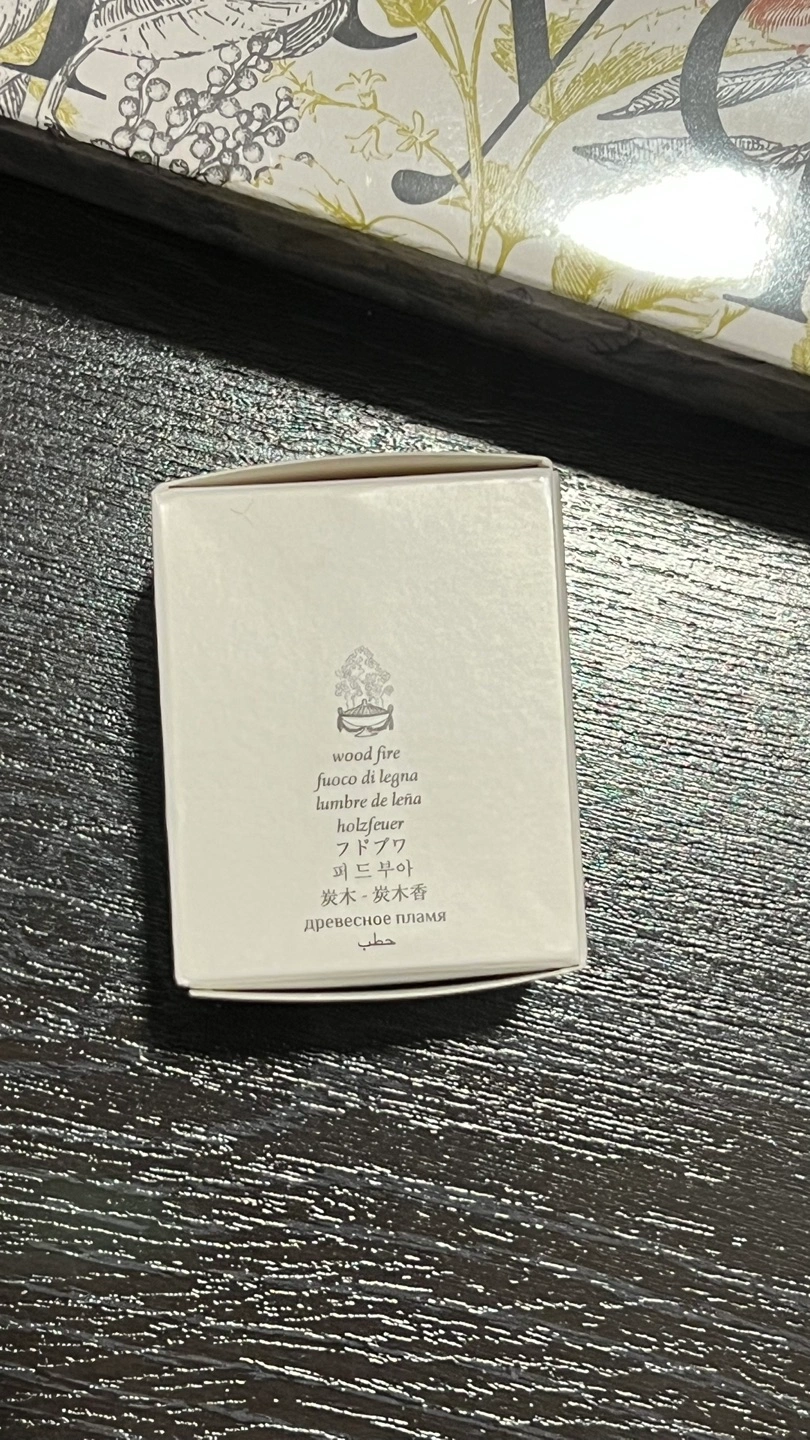 wood fire
fuoco di legna
lumbre de leña
holzfeuer
フドブワ
퍼 드 부아
炭木 - 炭木香
древесное пламя
حطب